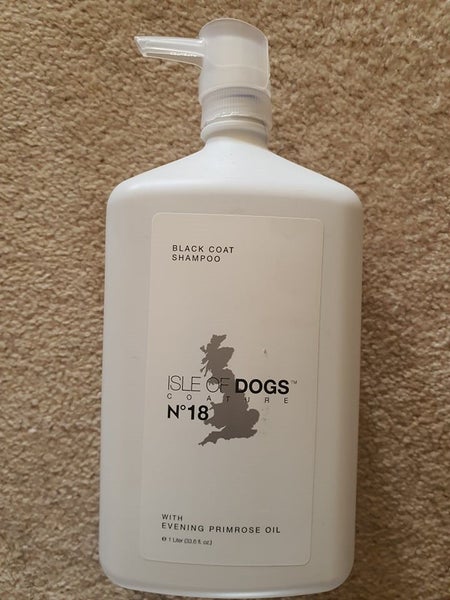 BLACK COAT
SHAMPOO
ISLE OF DOGS™
COATURE
N°18
WITH
EVENING PRIMROSE OIL
℮ 1 Liter (33.8 fl. oz.)